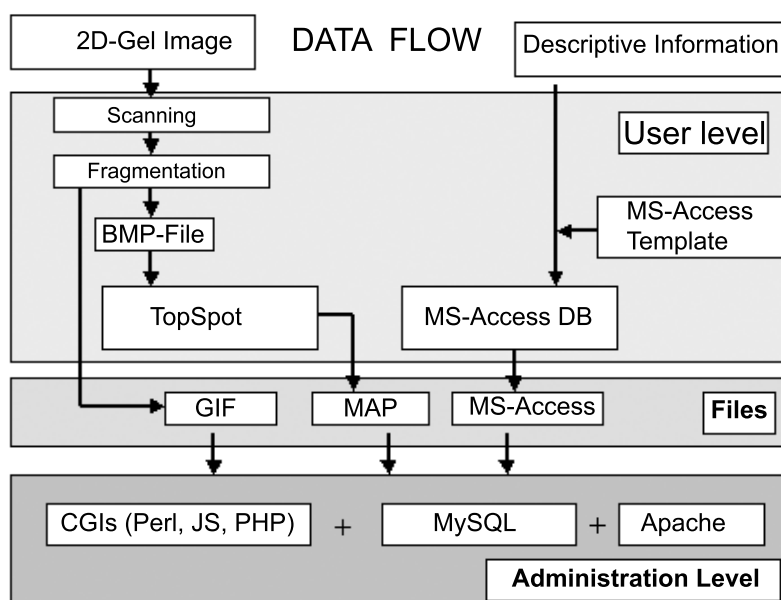 2D-Gel Image
DATA FLOW
Descriptive Information
Scanning
User level
Fragmentation
MS-Access
Template
BMP-File
TopSpot
MS-Access DB
GIF
MAP
MS-Access
Files
CGIs (Perl, JS, PHP)
+
MySQL
+
Apache
Administration Level